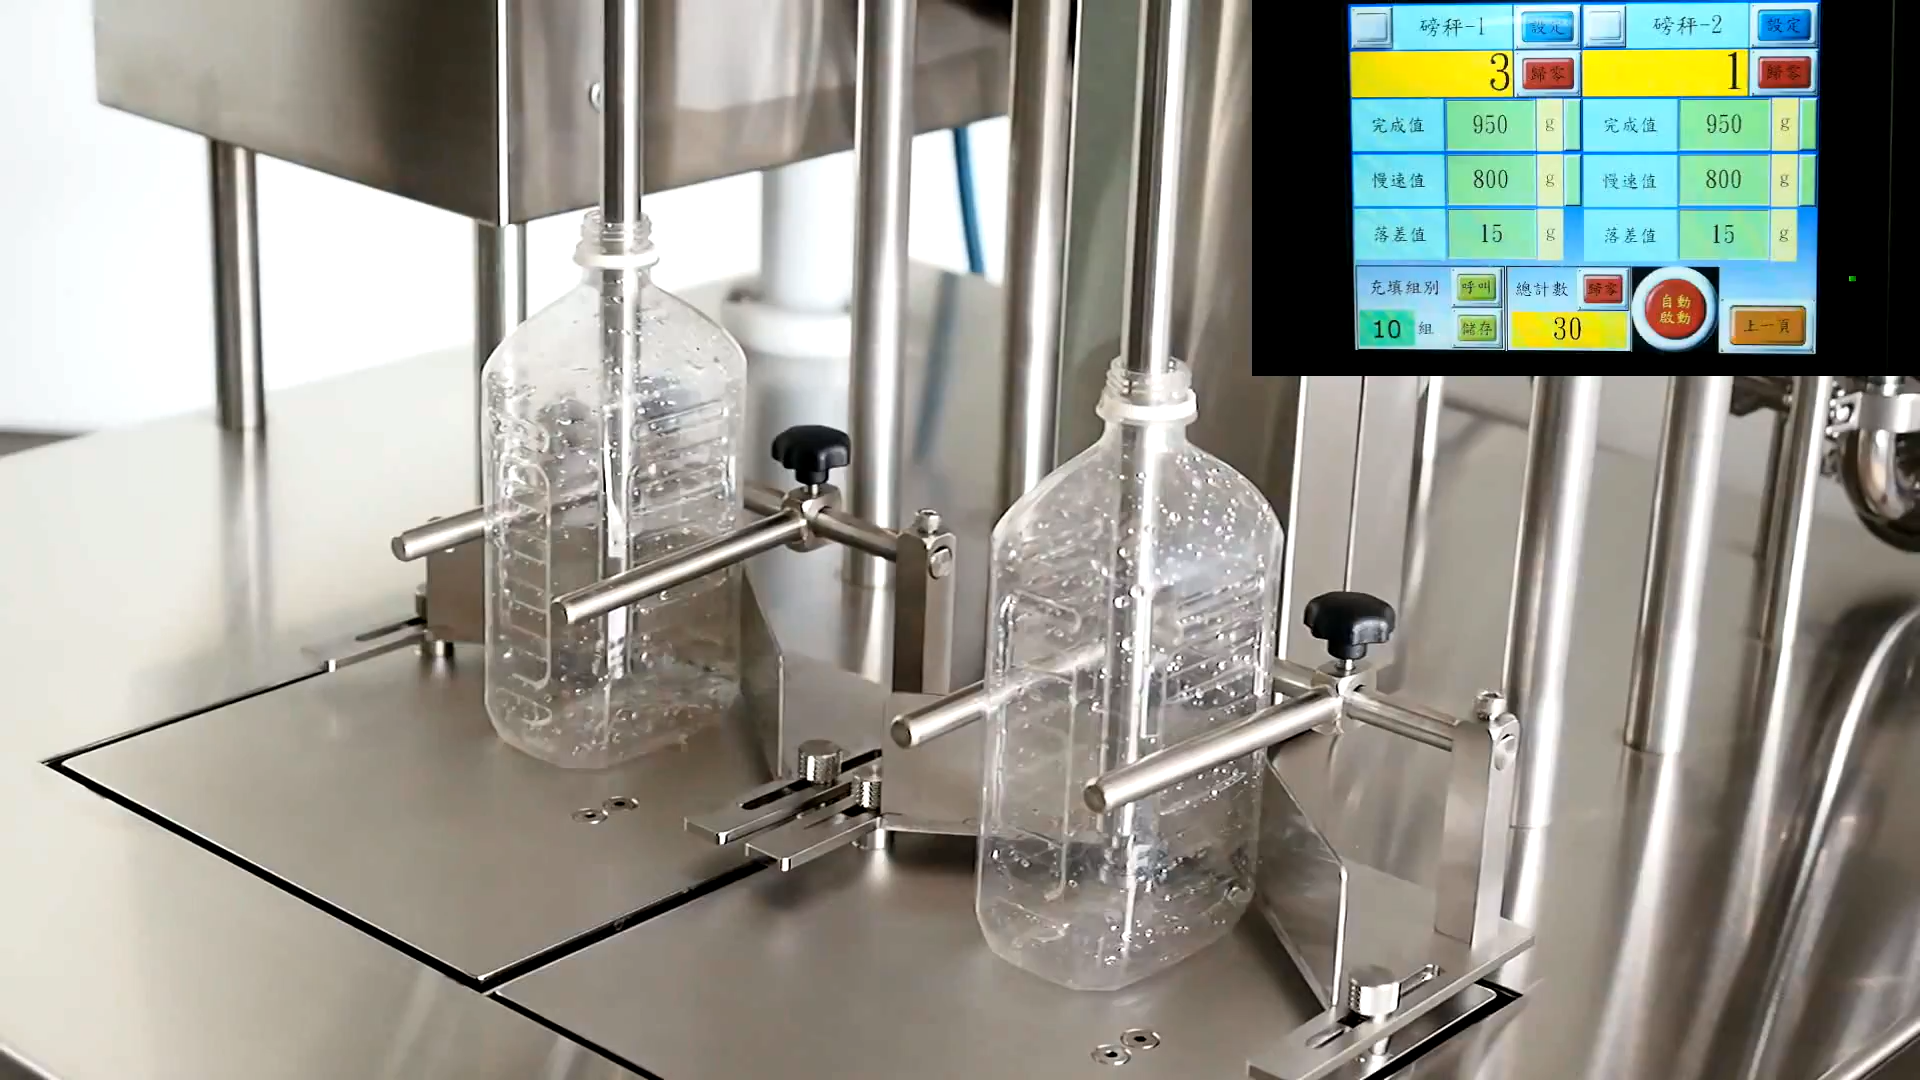 磅秤-1 設定 磅秤-2 設定
3 歸零 1 歸零
完成值 950 g 完成值 950 g
慢速值 800 g 慢速值 800 g
落差值 15 g 落差值 15 g
充填組別 呼叫 總計數 歸零
自動
啟動
10 組 儲存 30 上一頁